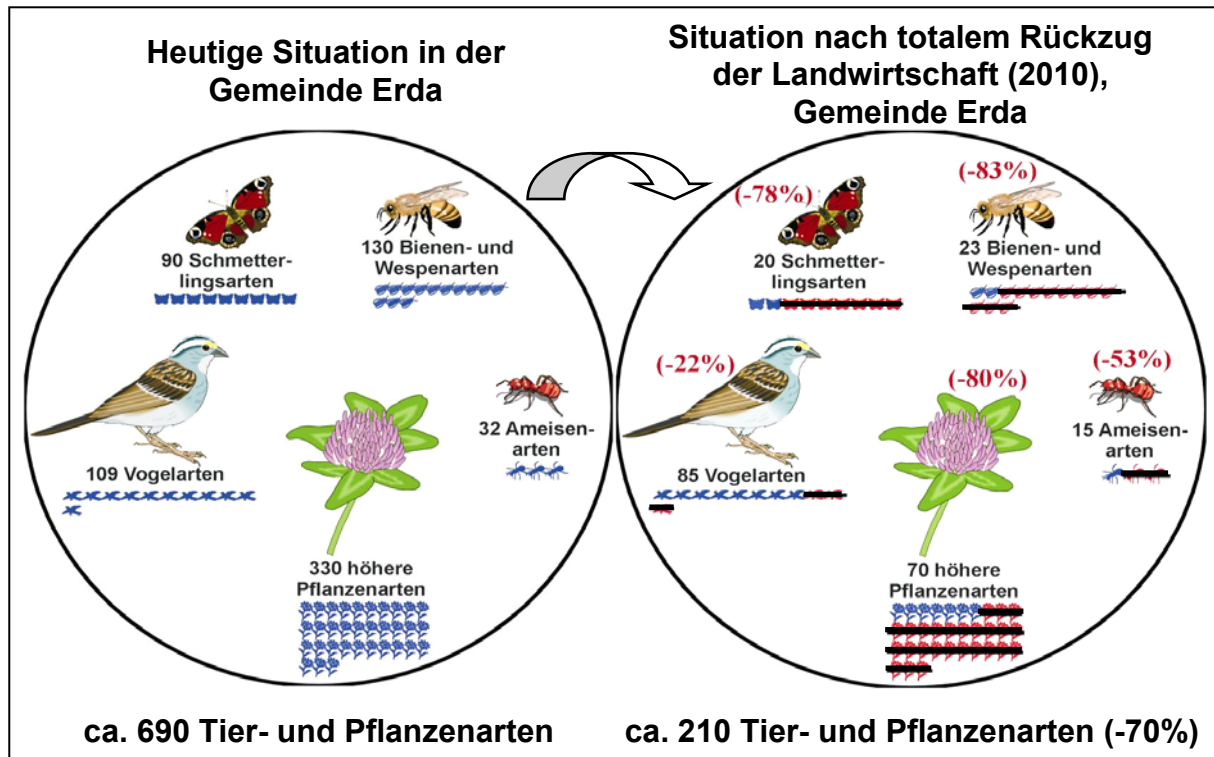 Heutige Situation in der
Gemeinde Erda
Situation nach totalem Rückzug
der Landwirtschaft (2010),
Gemeinde Erda
90 Schmetter-
lingsarten
130 Bienen- und
Wespenarten
109 Vogelarten
32 Ameisen-
arten
330 höhere
Pflanzenarten
ca. 690 Tier- und Pflanzenarten
(-78%)
20 Schmetter-
lingsarten
(-83%)
23 Bienen- und
Wespenarten
(-22%)
85 Vogelarten
(-80%)
(-53%)
15 Ameisen-
arten
70 höhere
Pflanzenarten
ca. 210 Tier- und Pflanzenarten (-70%)